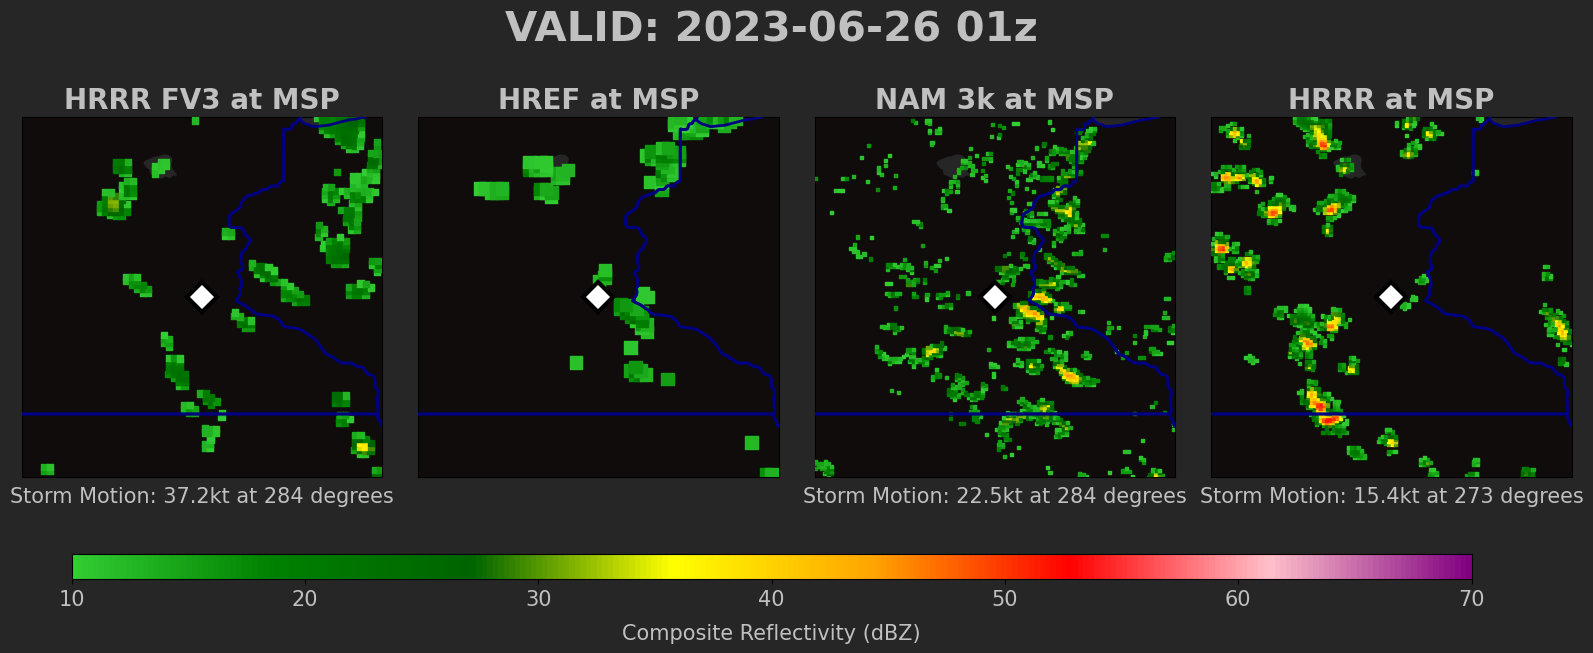 VALID: 2023-06-26 01z
HRRR FV3 at MSP
HREF at MSP
NAM 3k at MSP
HRRR at MSP
Storm Motion: 37.2kt at 284 degrees
Storm Motion: 22.5kt at 284 degrees
Storm Motion: 15.4kt at 273 degrees
10 20 30 40 50 60 70
Composite Reflectivity (dBZ)